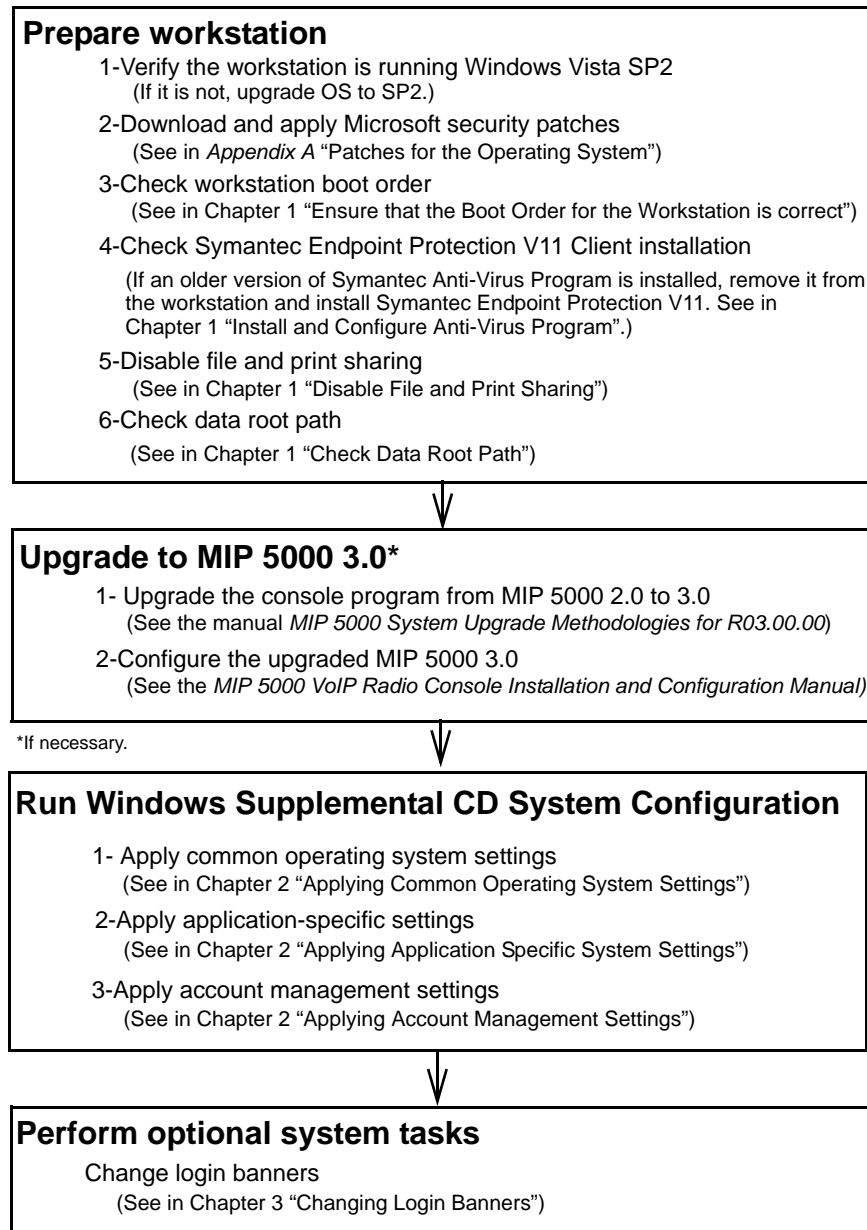 Prepare workstation
1-Verify the workstation is running Windows Vista SP2
(If it is not, upgrade OS to SP2.)
2-Download and apply Microsoft security patches
(See in Appendix A “Patches for the Operating System”)
3-Check workstation boot order
(See in Chapter 1 “Ensure that the Boot Order for the Workstation is correct”)
4-Check Symantec Endpoint Protection V11 Client installation
(If an older version of Symantec Anti-Virus Program is installed, remove it from
the workstation and install Symantec Endpoint Protection V11. See in
Chapter 1 “Install and Configure Anti-Virus Program”.)
5-Disable file and print sharing
(See in Chapter 1 “Disable File and Print Sharing”)
6-Check data root path
(See in Chapter 1 “Check Data Root Path”)
Upgrade to MIP 5000 3.0*
1- Upgrade the console program from MIP 5000 2.0 to 3.0
(See the manual MIP 5000 System Upgrade Methodologies for R03.00.00)
2-Configure the upgraded MIP 5000 3.0
(See the MIP 5000 VoIP Radio Console Installation and Configuration Manual)
*If necessary.
Run Windows Supplemental CD System Configuration
1- Apply common operating system settings
(See in Chapter 2 “Applying Common Operating System Settings”)
2-Apply application-specific settings
(See in Chapter 2 “Applying Application Specific System Settings”)
3-Apply account management settings
(See in Chapter 2 “Applying Account Management Settings”)
Perform optional system tasks
Change login banners
(See in Chapter 3 “Changing Login Banners”)